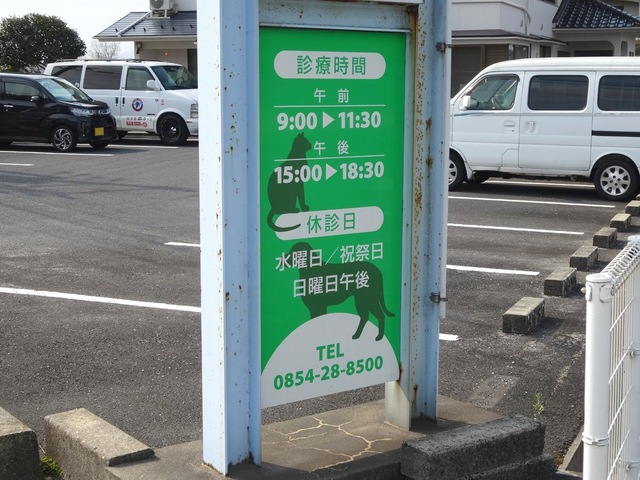 診療時間
午前
9:00▶11:30
午後
15:00▶18:30
休診日
水曜日／祝祭日
日曜日午後
TEL
0854-28-8500